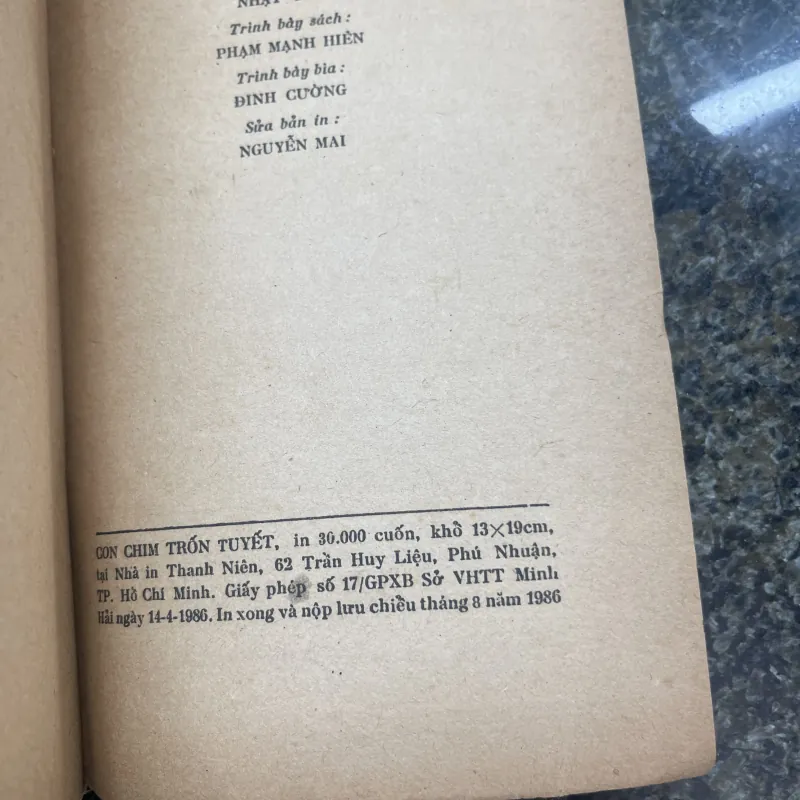 NHẬT
Trình bày sách :
PHẠM MẠNH HIÊN
Trình bày bìa :
ĐINH CƯỜNG
Sửa bản in :
NGUYỄN MAI
CON CHIM TRỐN TUYẾT, in 30.000 cuốn, khổ 13×19cm,
tại Nhà in Thanh Niên, 62 Trần Huy Liệu, Phú Nhuận,
TP. Hồ Chí Minh. Giấy phép số 17/GPXB Sở VHTT Minh
Hải ngày 14-4-1986. In xong và nộp lưu chiều tháng 8 năm 1986